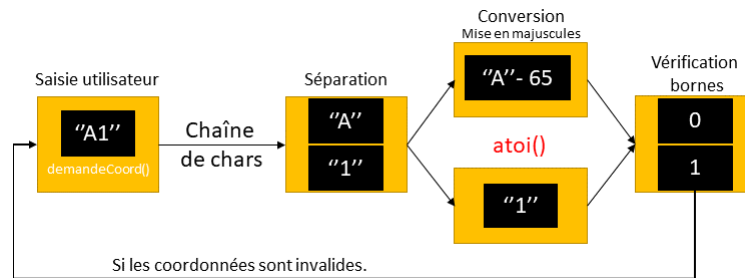 Saisie utilisateur
"A1"
demandeCoord()
Chaîne
de chars
Séparation
"A"
"1"
Conversion
Mise en majuscules
"A"- 65
atoi()
"1"
Vérification
bornes
0
1
Si les coordonnées sont invalides.